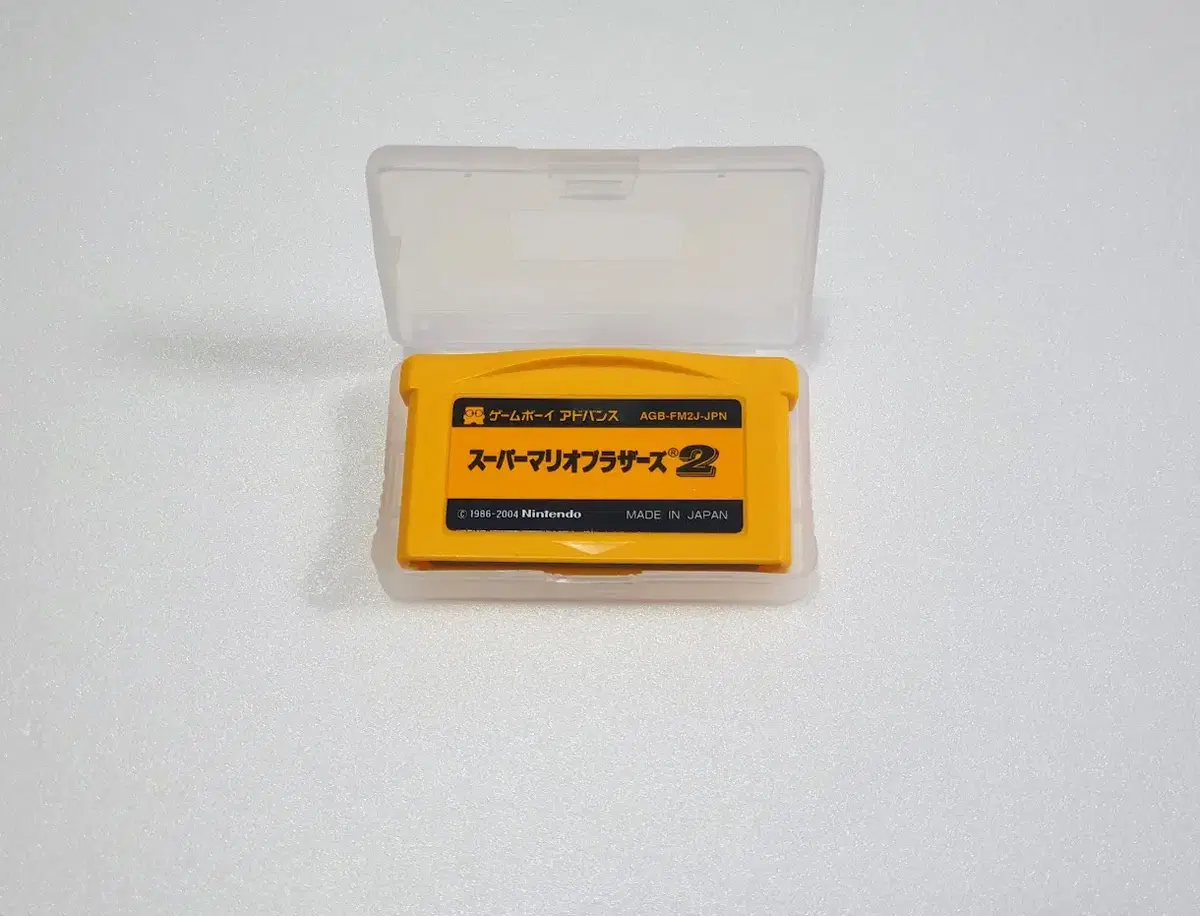 ゲームボーイ アドバンス AGB-FM2J-JPN
スーパーマリオブラザーズ®2
© 1986-2004 Nintendo MADE IN JAPAN